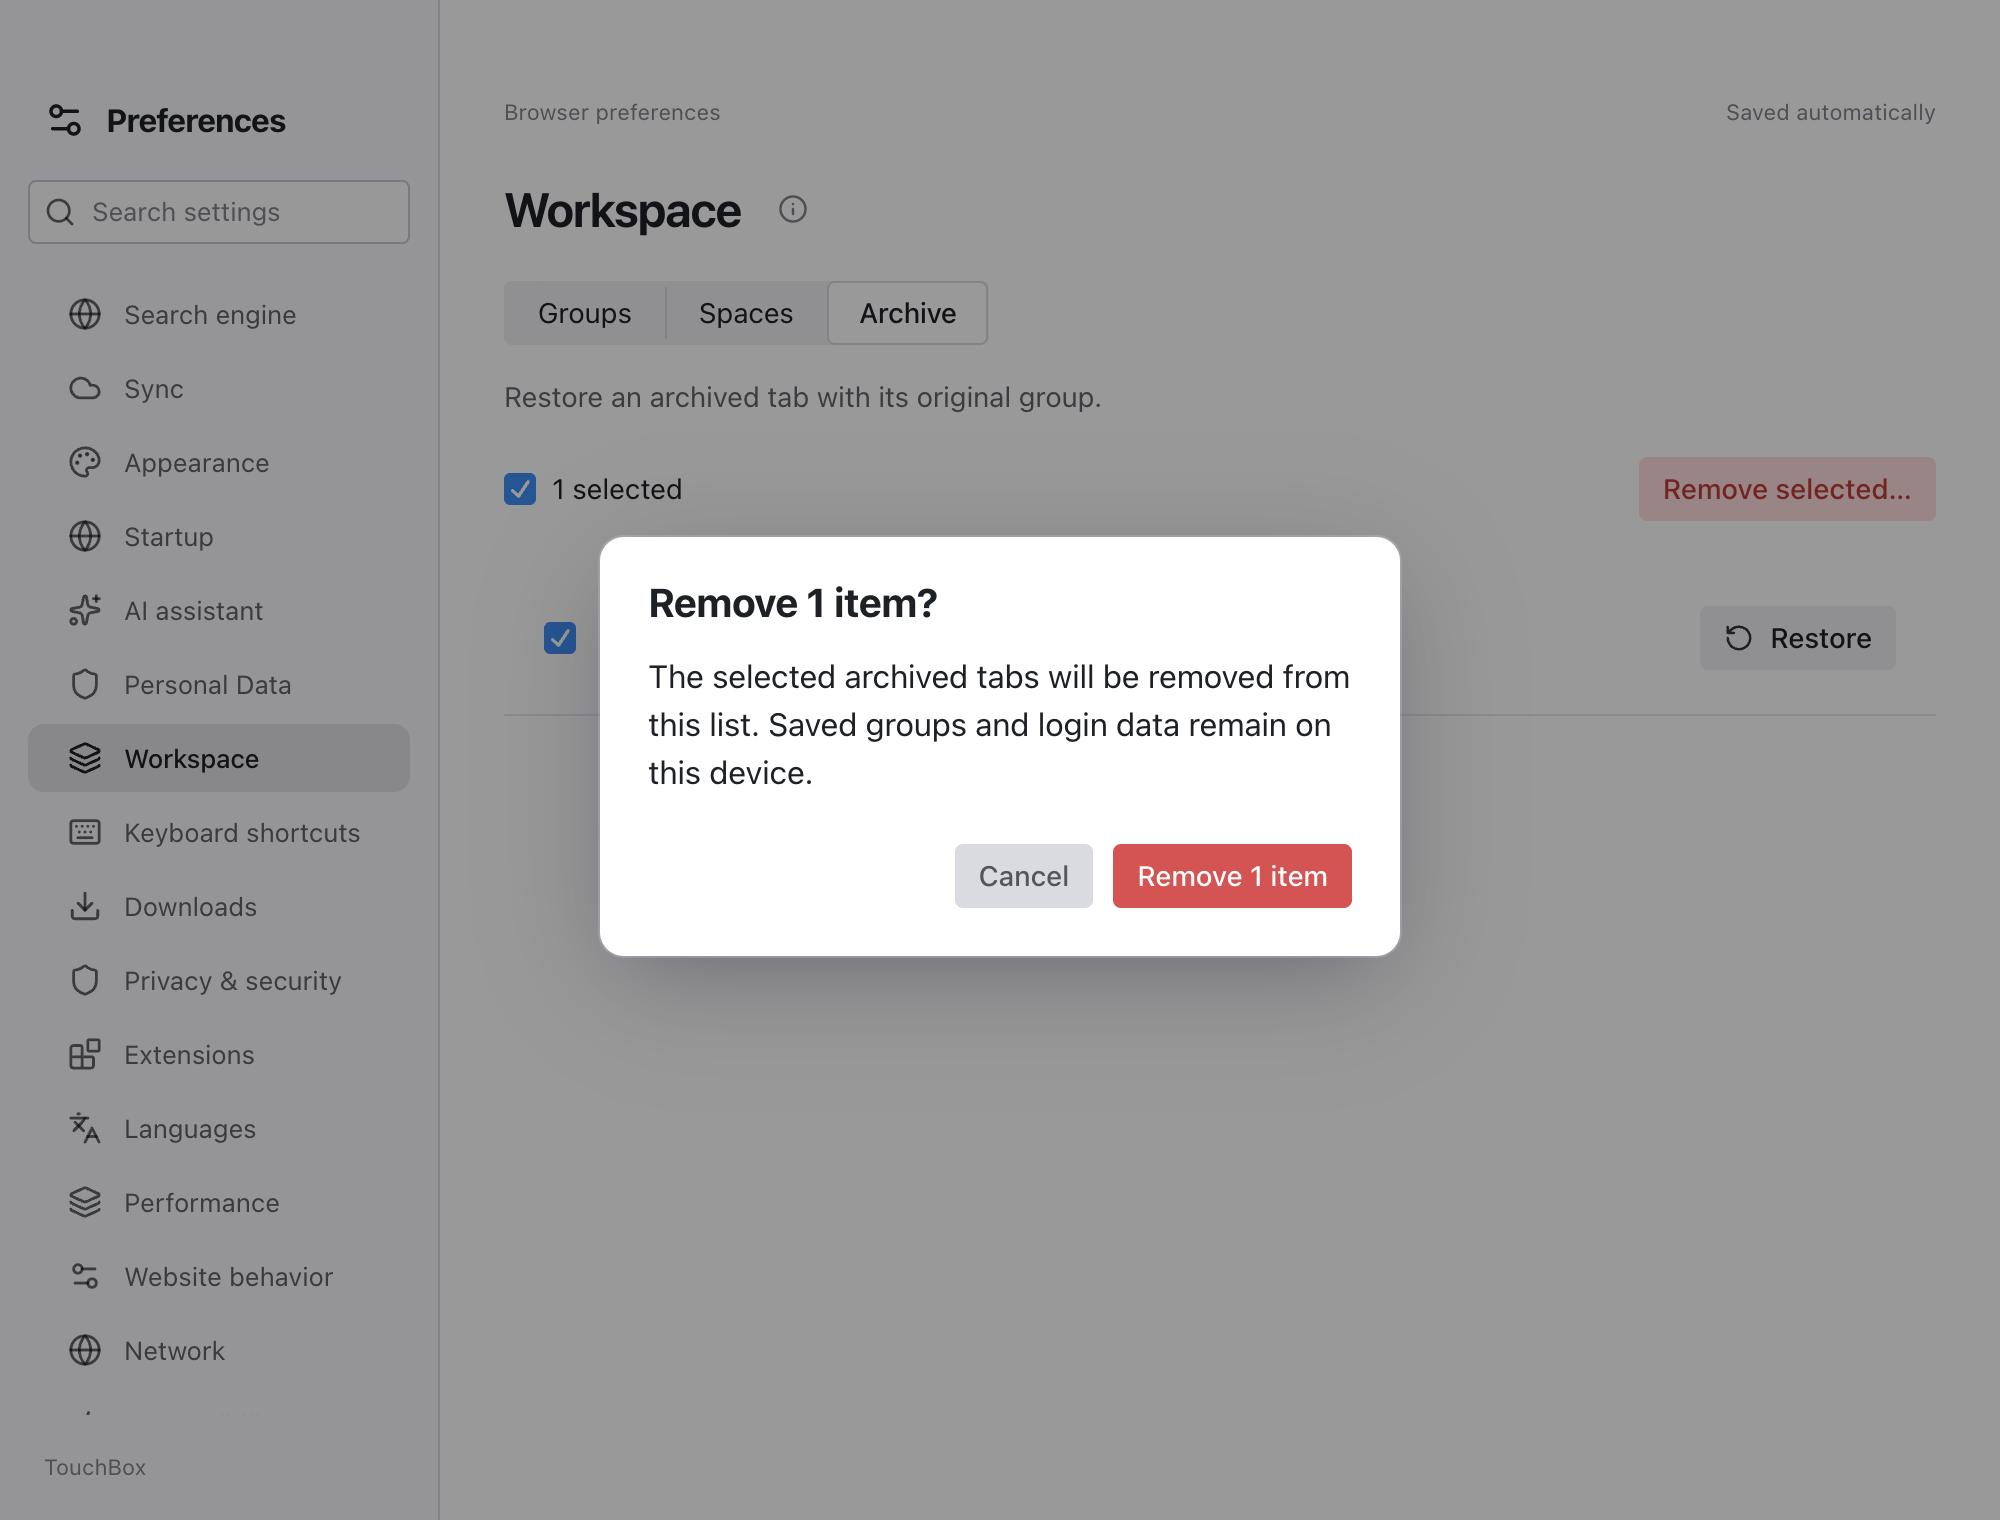 Preferences
Search settings
Search engine
Sync
Appearance
Startup
AI assistant
Personal Data
Workspace
Keyboard shortcuts
Downloads
Privacy & security
Extensions
Languages
Performance
Website behavior
Network
TouchBox
Browser preferences
Saved automatically
Workspace
Groups
Spaces
Archive
Restore an archived tab with its original group.
1 selected
Remove selected...
Restore
Remove 1 item?
The selected archived tabs will be removed from
this list. Saved groups and login data remain on
this device.
Cancel
Remove 1 item